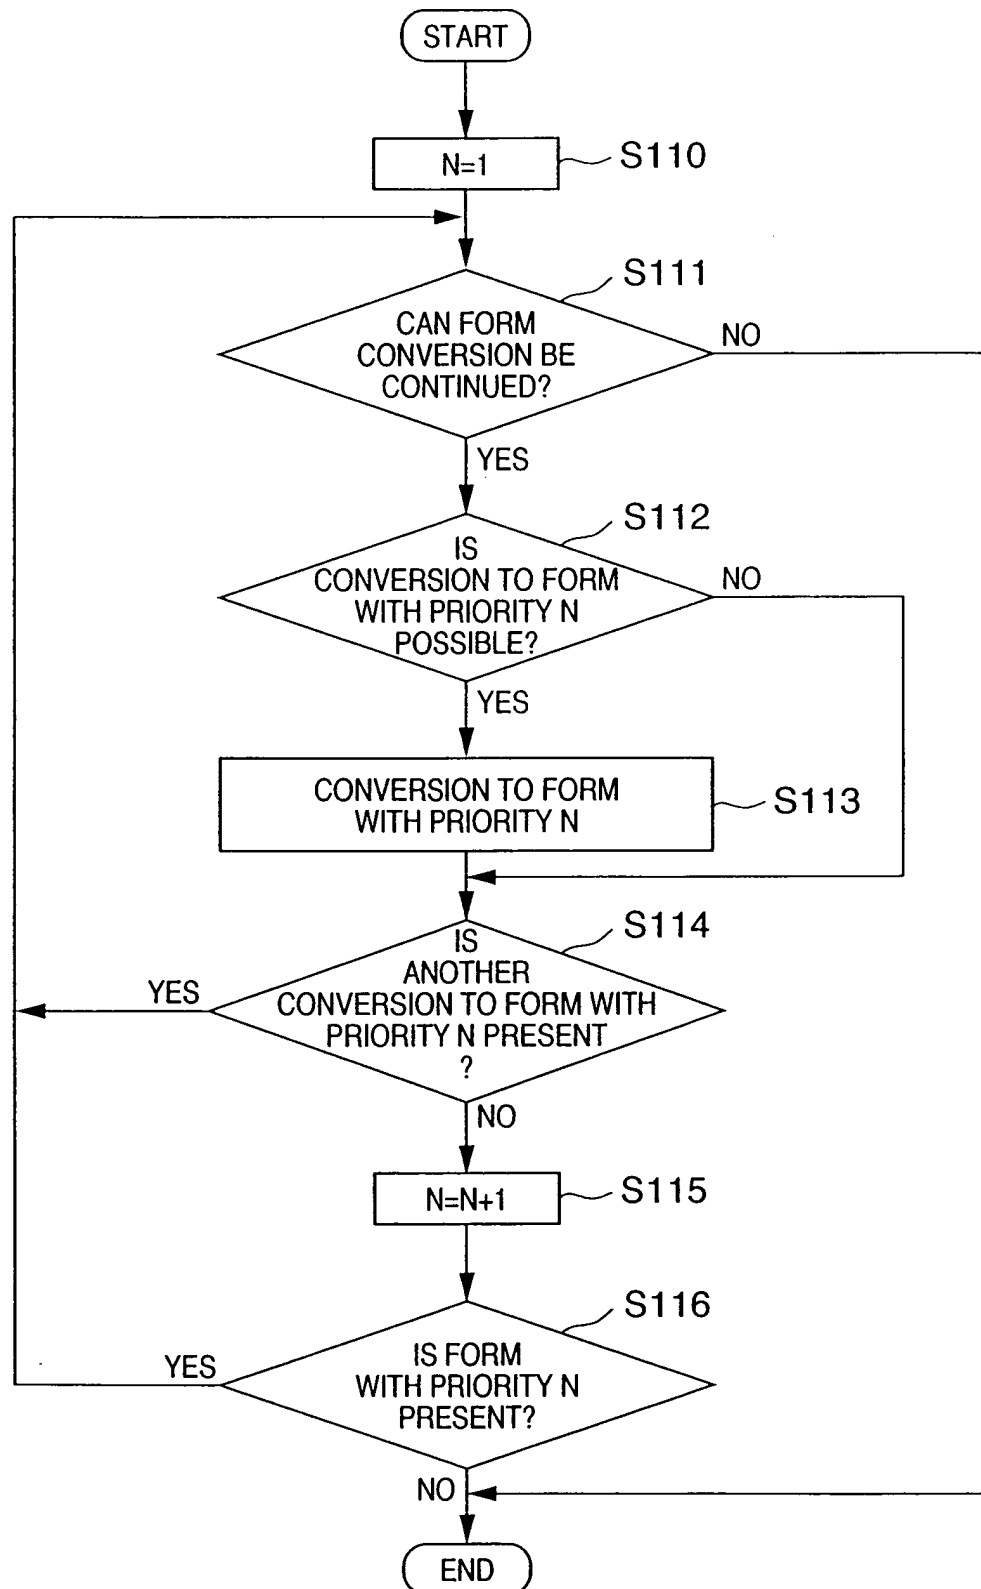 START
N=1
S110
S111
CAN FORM
CONVERSION BE
CONTINUED?
NO
YES
S112
IS
CONVERSION TO FORM
WITH PRIORITY N
POSSIBLE?
NO
YES
CONVERSION TO FORM
WITH PRIORITY N
S113
S114
IS
ANOTHER
CONVERSION TO FORM WITH
PRIORITY N PRESENT
?
YES
NO
N=N+1
S115
S116
IS FORM
WITH PRIORITY N
PRESENT?
YES
NO
END